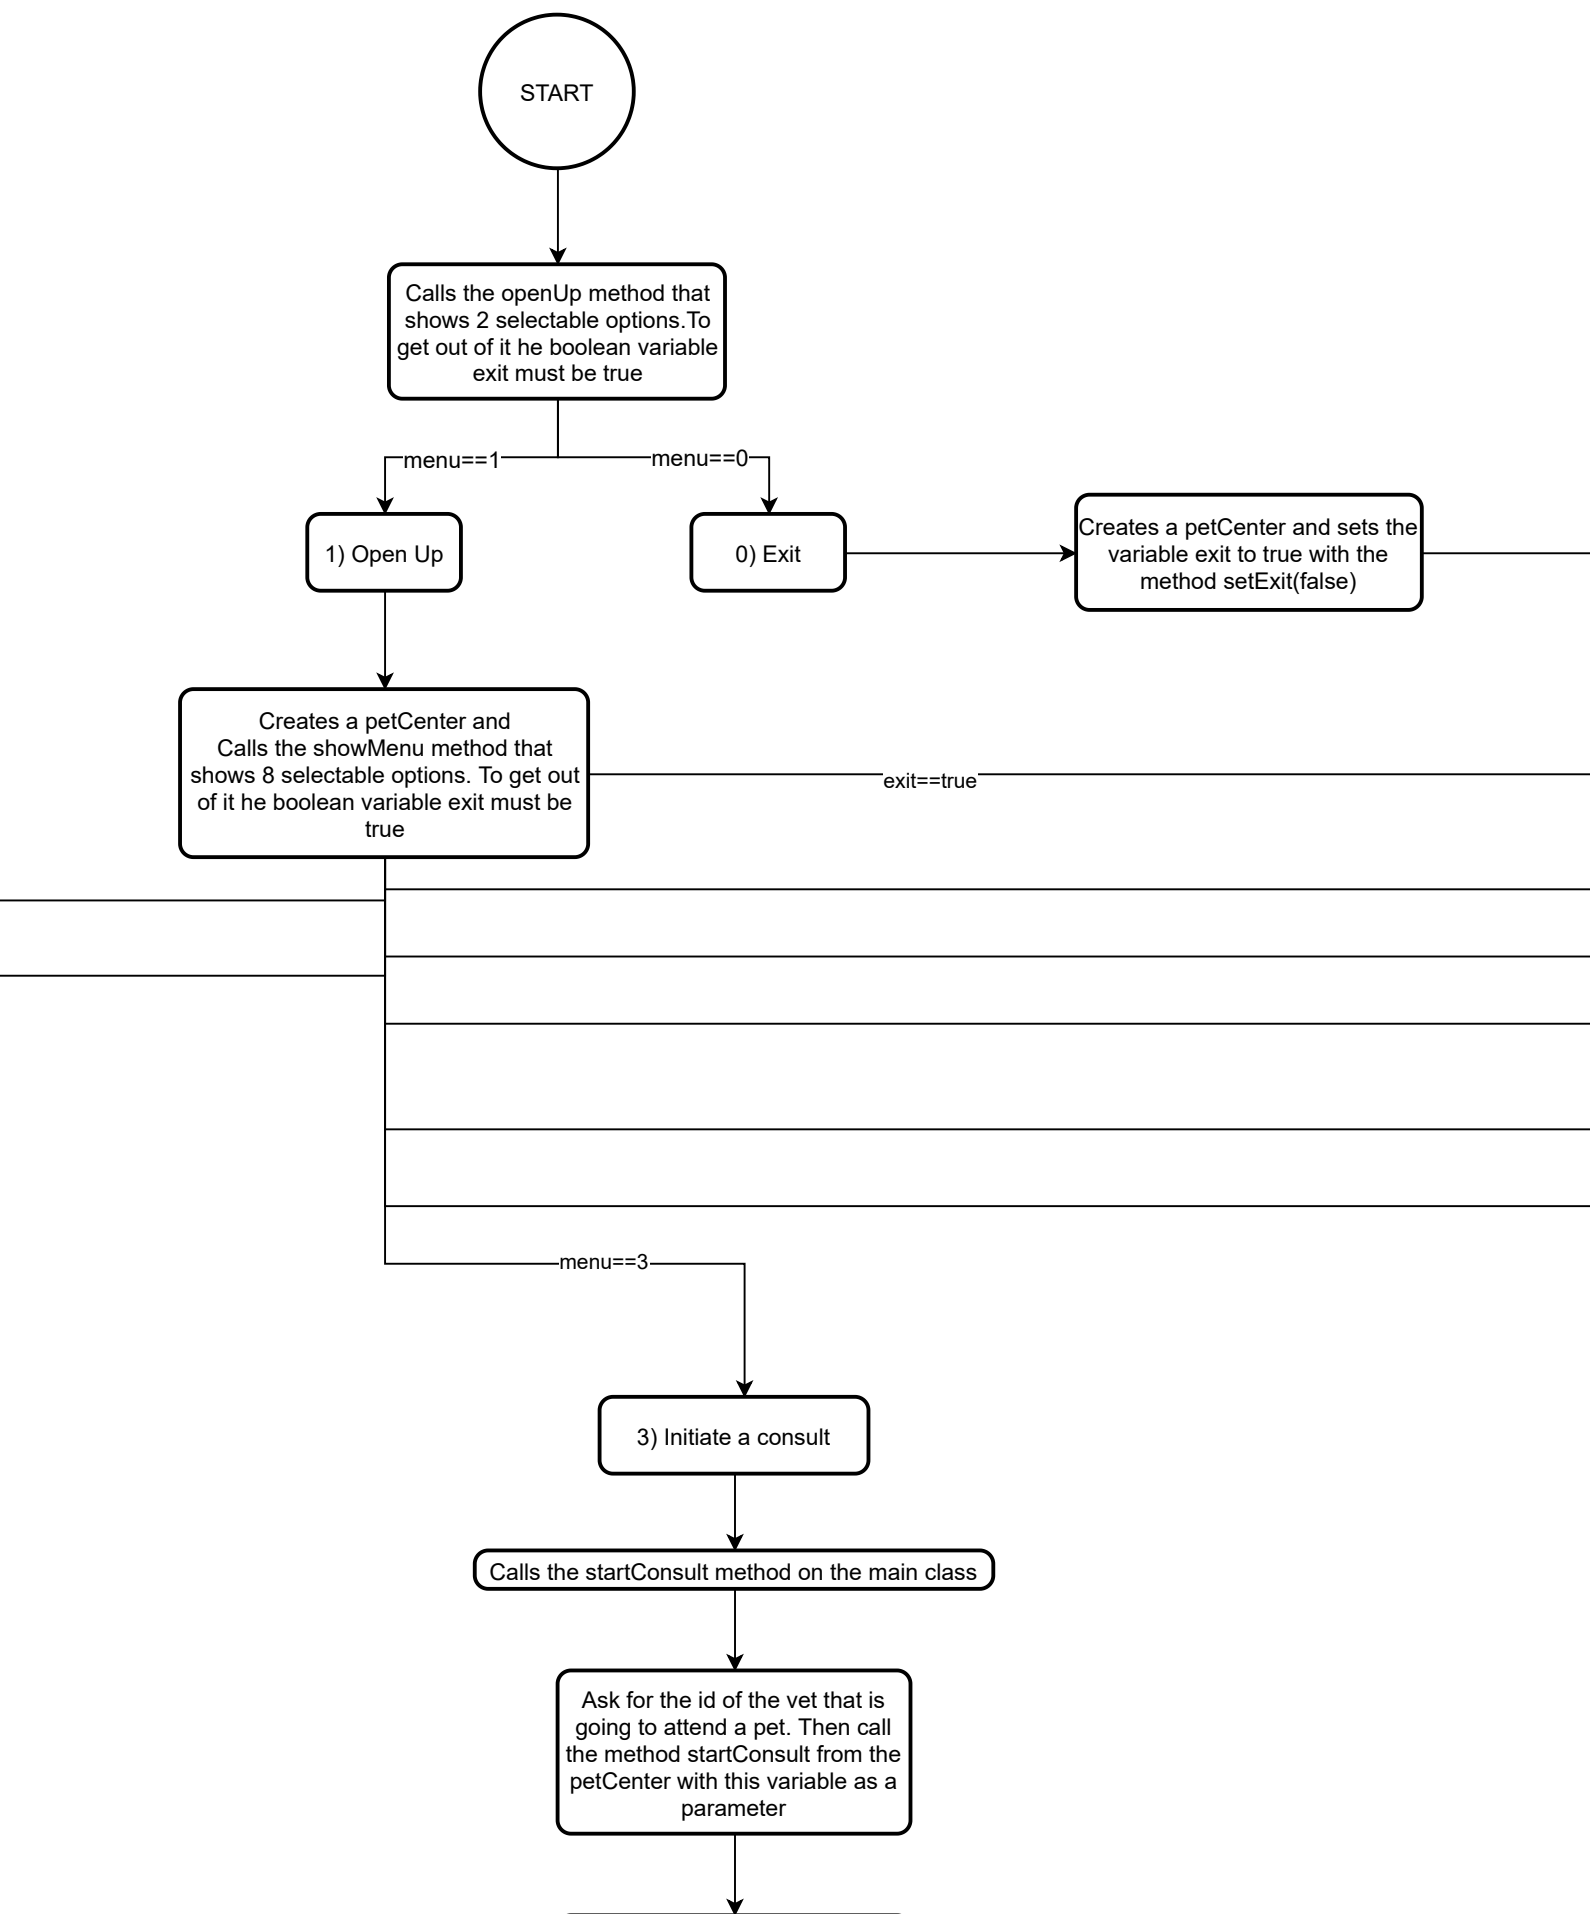 START
Calls the openUp method that
shows 2 selectable options.To
get out of it he boolean variable
exit must be true
menu==1
menu==0
1) Open Up
0) Exit
Creates a petCenter and sets the
variable exit to true with the
method setExit(false)
Creates a petCenter and
Calls the showMenu method that
shows 8 selectable options. To get out
of it he boolean variable exit must be
true
exit==true
menu==3
3) Initiate a consult
Calls the startConsult method on the main class
Ask for the id of the vet that is
going to attend a pet. Then call
the method startConsult from the
petCenter with this variable as a
parameter